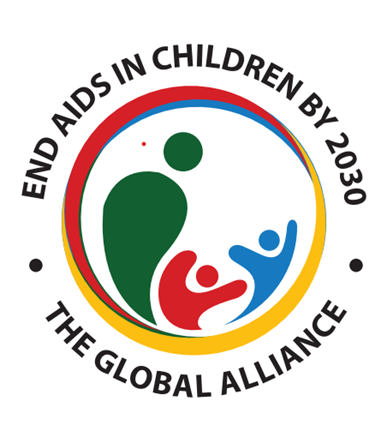 END AIDS IN CHILDREN BY 2030
THE GLOBAL ALLIANCE